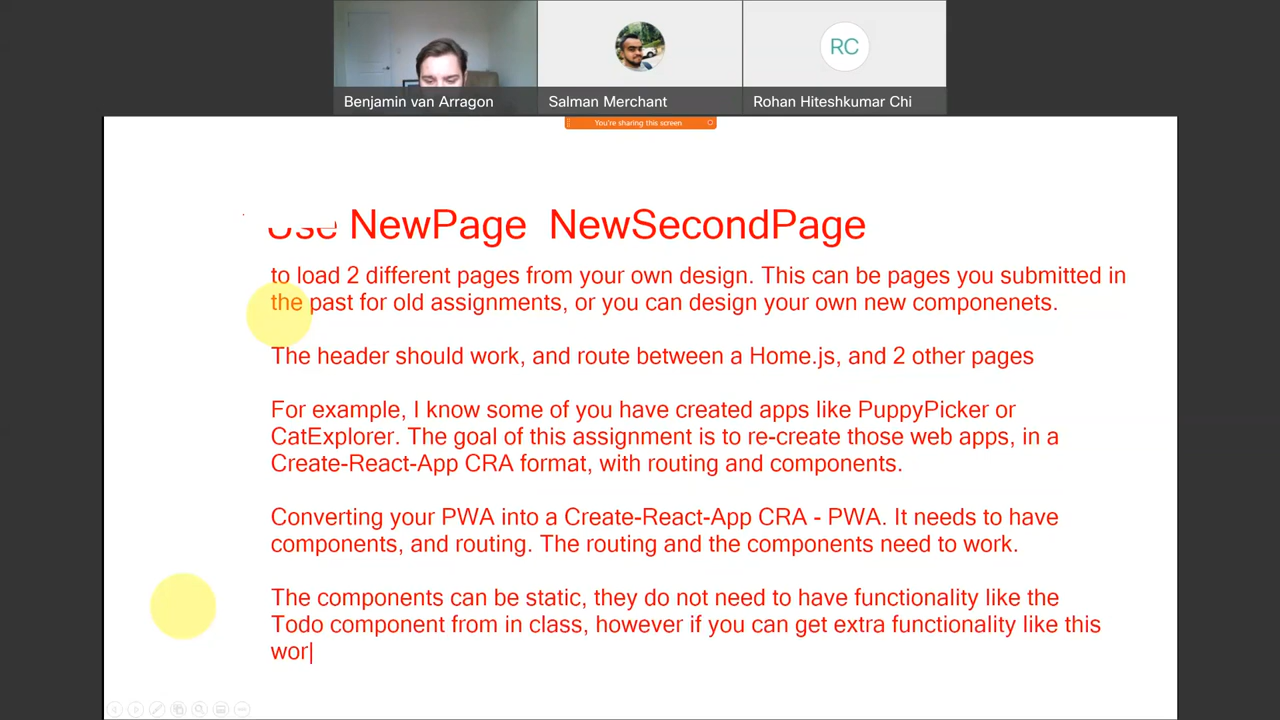 Benjamin van Arragon
Salman Merchant
RC
Rohan Hiteshkumar Chi
You're sharing this screen
Use NewPage NewSecondPage
to load 2 different pages from your own design. This can be pages you submitted in
the past for old assignments, or you can design your own new componenets.
The header should work, and route between a Home.js, and 2 other pages
For example, I know some of you have created apps like PuppyPicker or
CatExplorer. The goal of this assignment is to re-create those web apps, in a
Create-React-App CRA format, with routing and components.
Converting your PWA into a Create-React-App CRA - PWA. It needs to have
components, and routing. The routing and the components need to work.
The components can be static, they do not need to have functionality like the
Todo component from in class, however if you can get extra functionality like this
wor